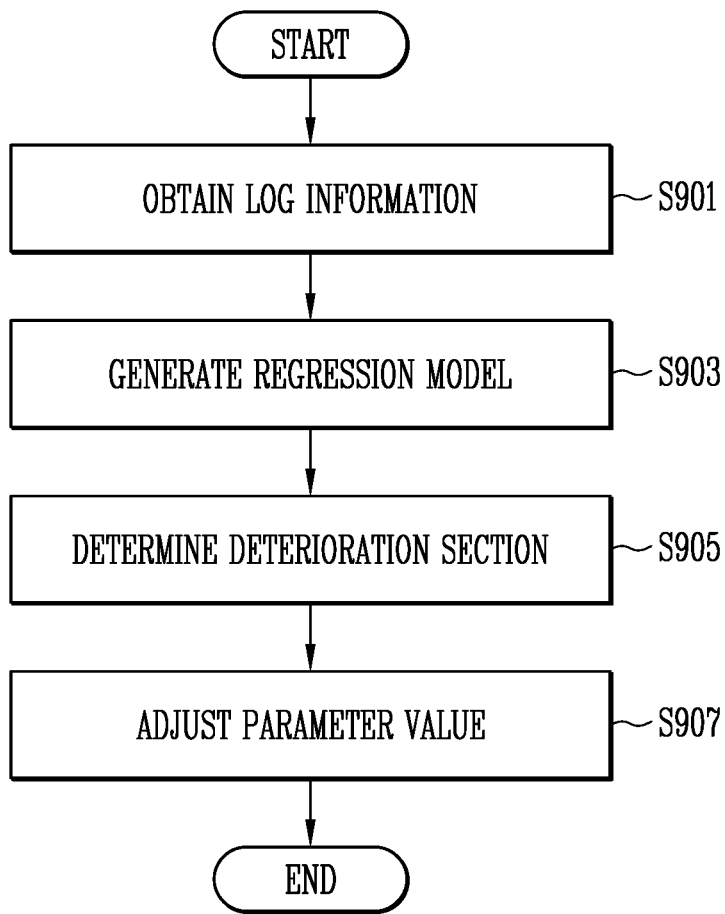 START
OBTAIN LOG INFORMATION
S901
GENERATE REGRESSION MODEL
S903
DETERMINE DETERIORATION SECTION
S905
ADJUST PARAMETER VALUE
S907
END